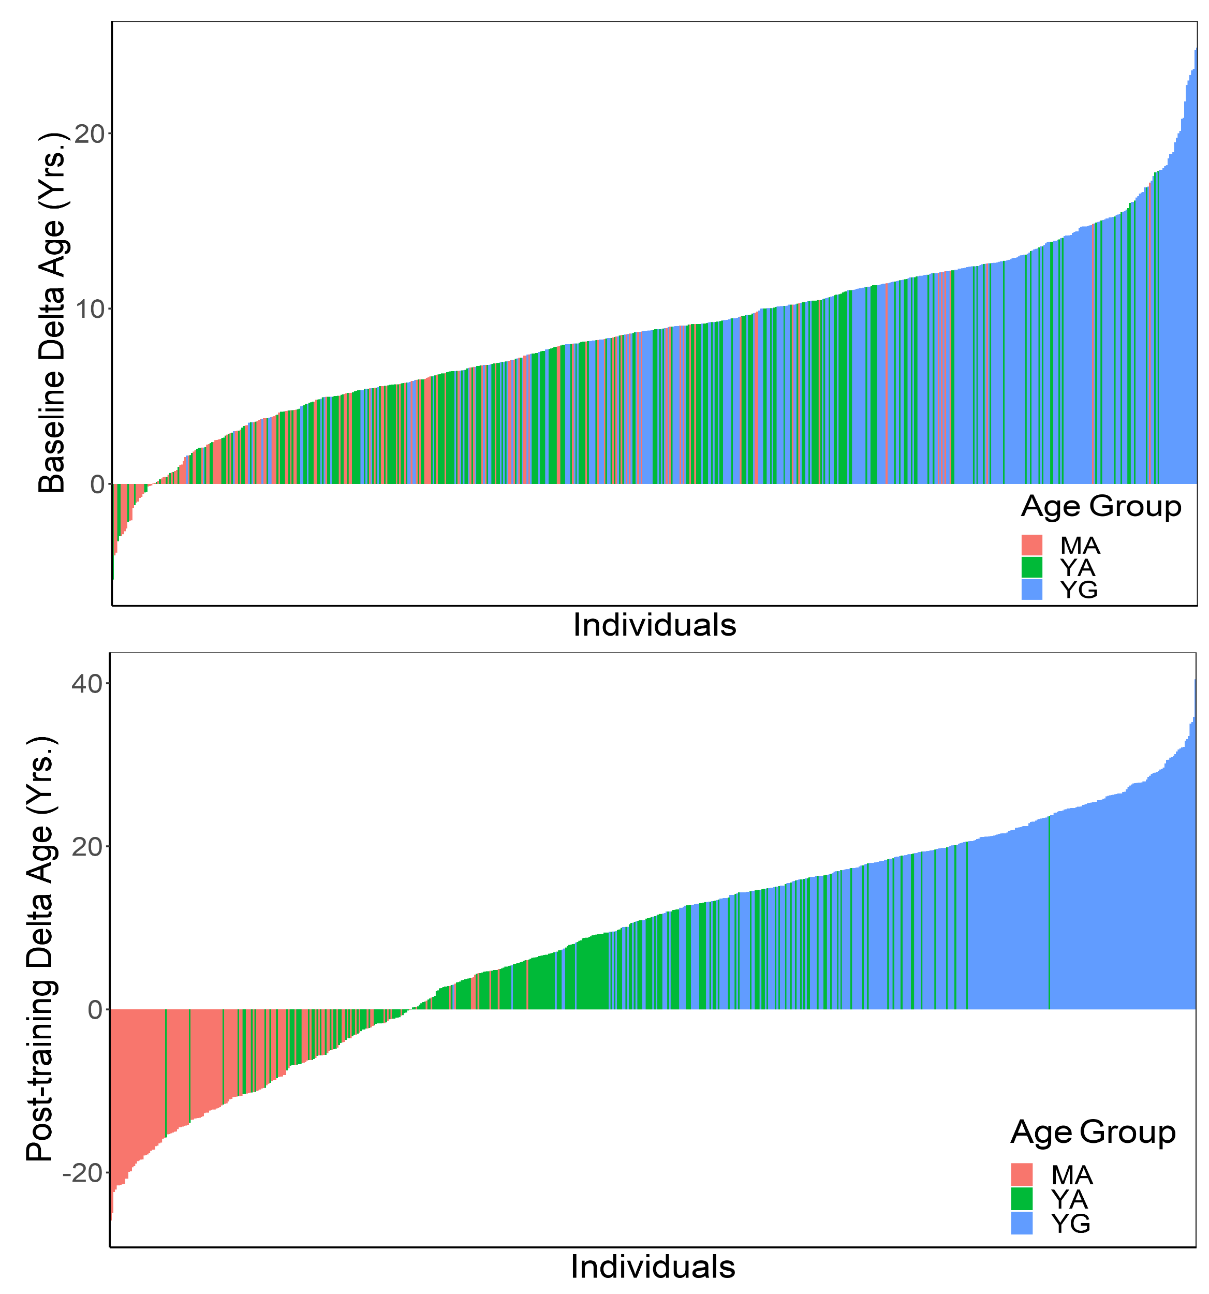 Baseline Delta Age (Yrs.)
20
10
0
Age Group
MA
YA
YG
Individuals
Post-training Delta Age (Yrs.)
40
20
0
-20
Age Group
MA
YA
YG
Individuals